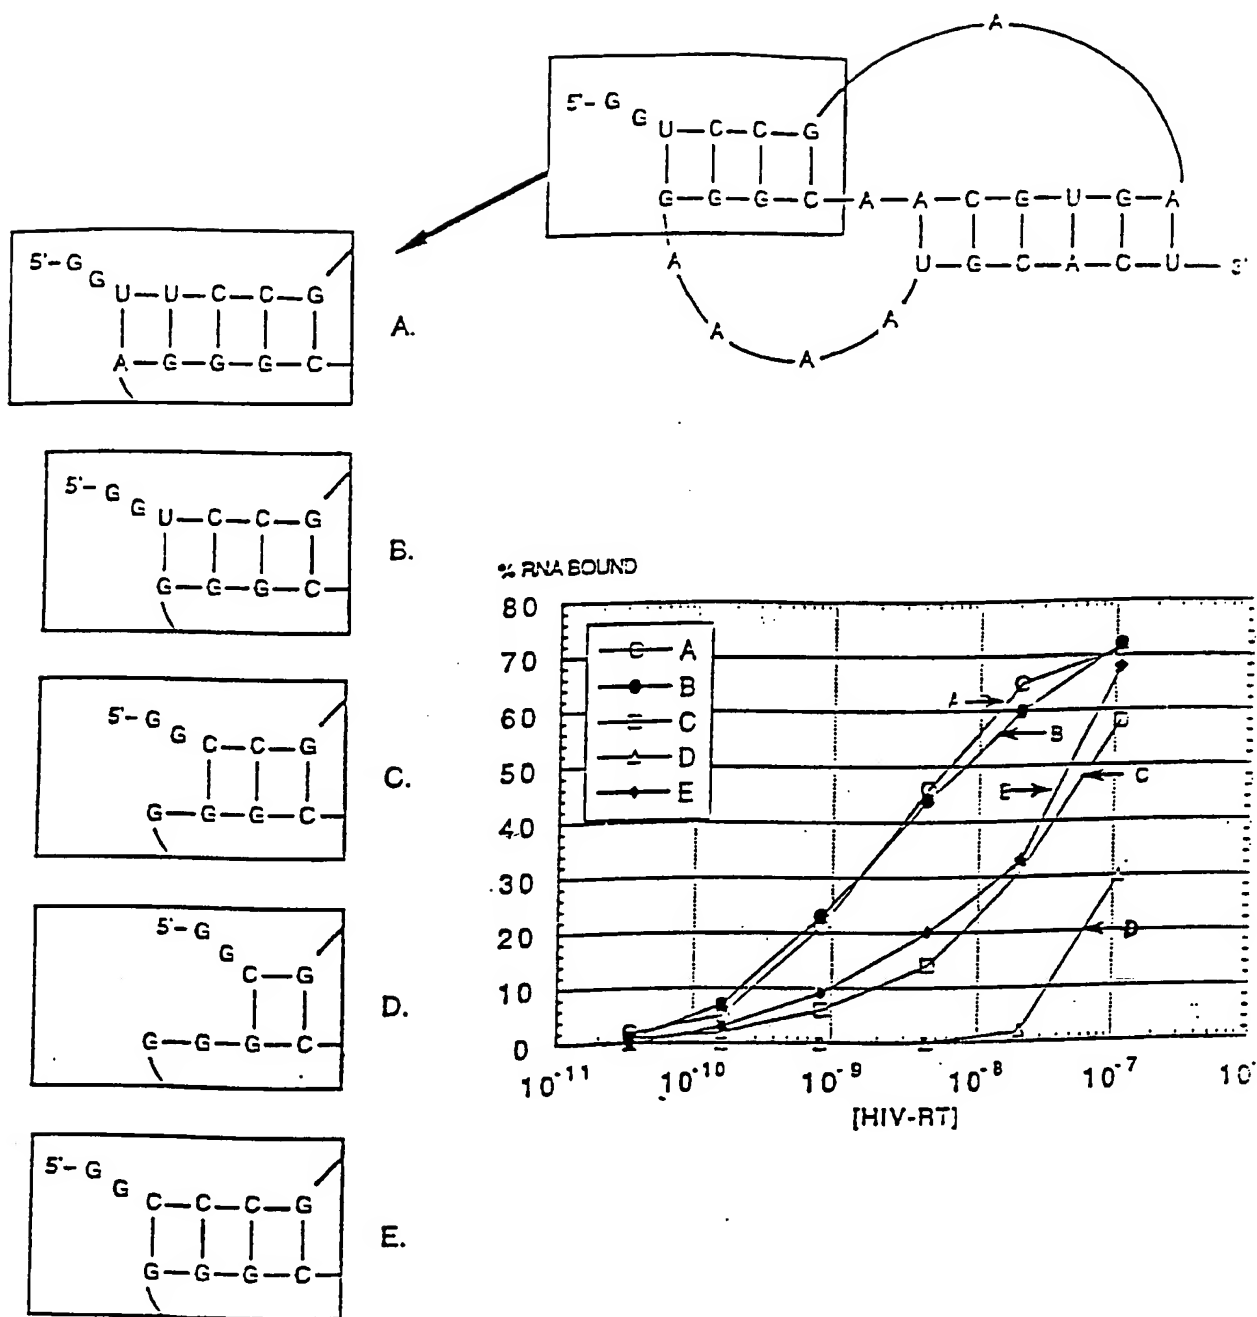 A
5'- G G U C C G
G G G C A A C G U G A
U G C A C U 3'
A A A A
5'- G G U U C C G
A G G G C
A.
5'- G G U C C G
G G G C
B.
5'- G G C C G
G G G C
C.
5'- G G C G
G G G C
D.
5'- G G C C C G
G G G C
E.
% RNA BOUND
80
70
60
50
40
30
20
10
0
A
B
C
D
E
A
B
E
C
D
10-11
10-10
10-9
10-8
10-7
10
[HIV-RT]